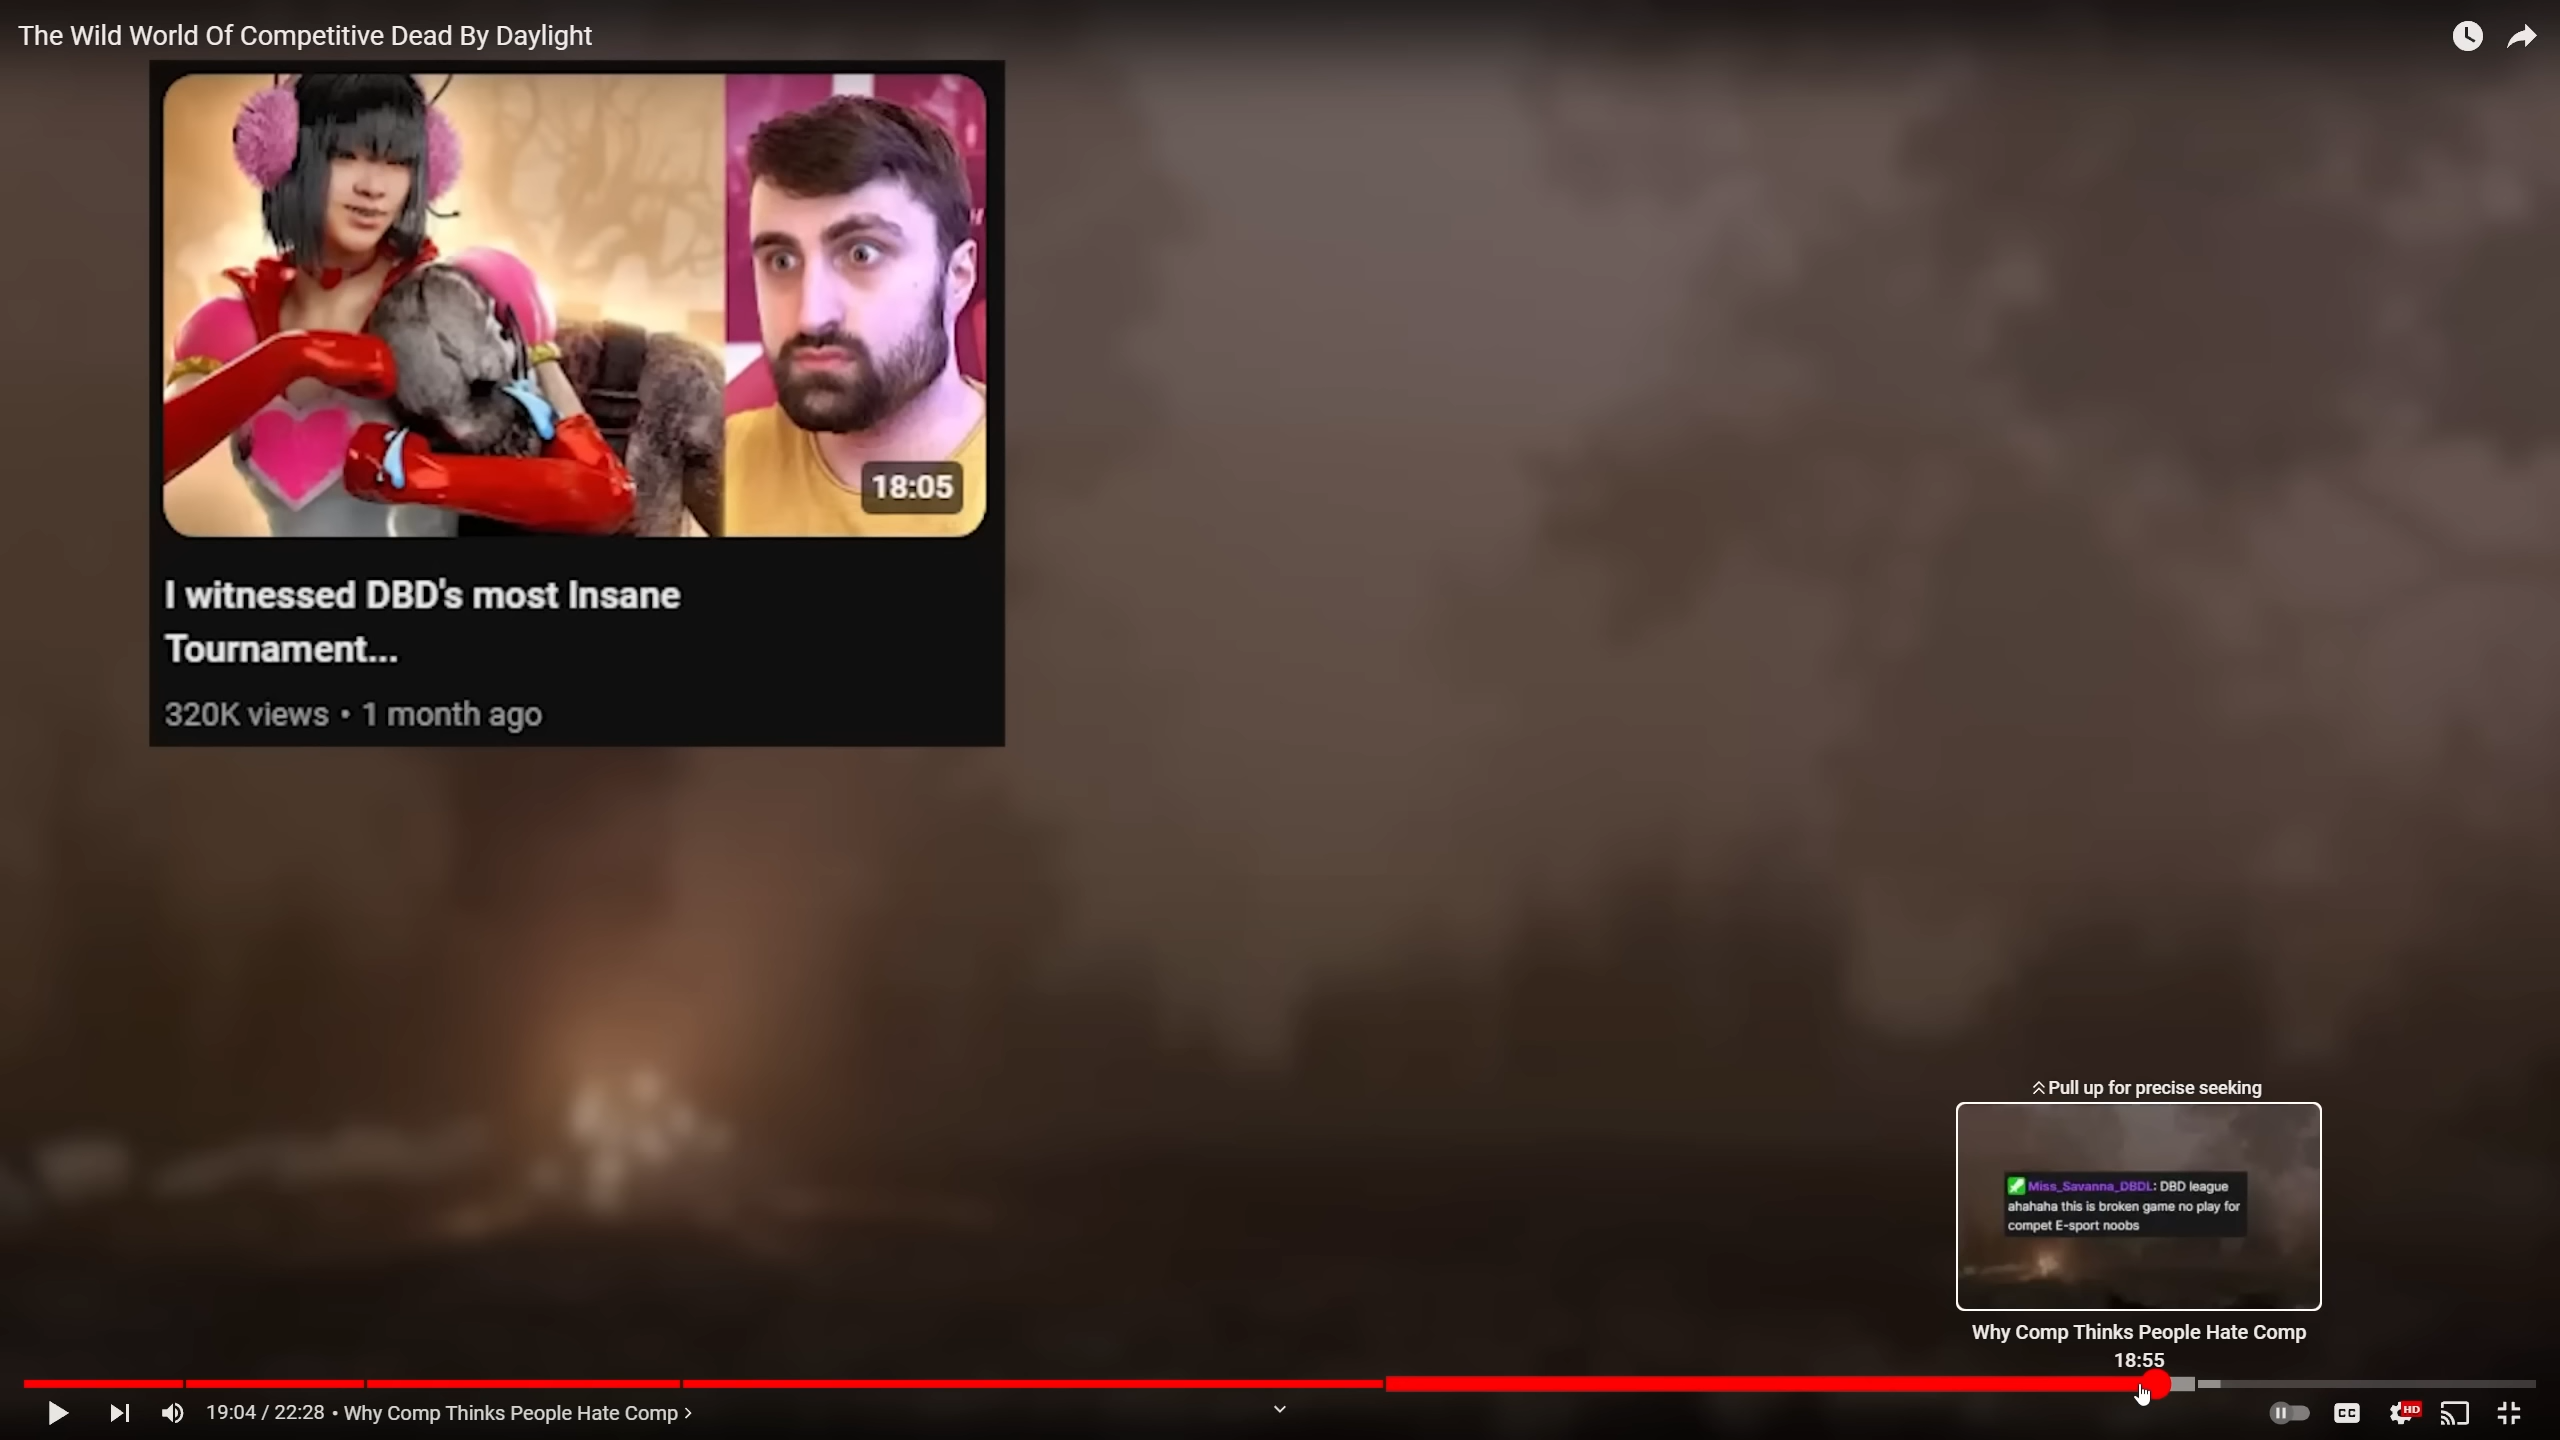 The Wild World Of Competitive Dead By Daylight
18:05
I witnessed DBD's most Insane
Tournament...
320K views • 1 month ago
Pull up for precise seeking
Miss_Savanna_DBDL: DBD league
ahahaha this is broken game no play for
compet E-sport noobs
Why Comp Thinks People Hate Comp
18:55
19:04 / 22:28 • Why Comp Thinks People Hate Comp
CC
HD